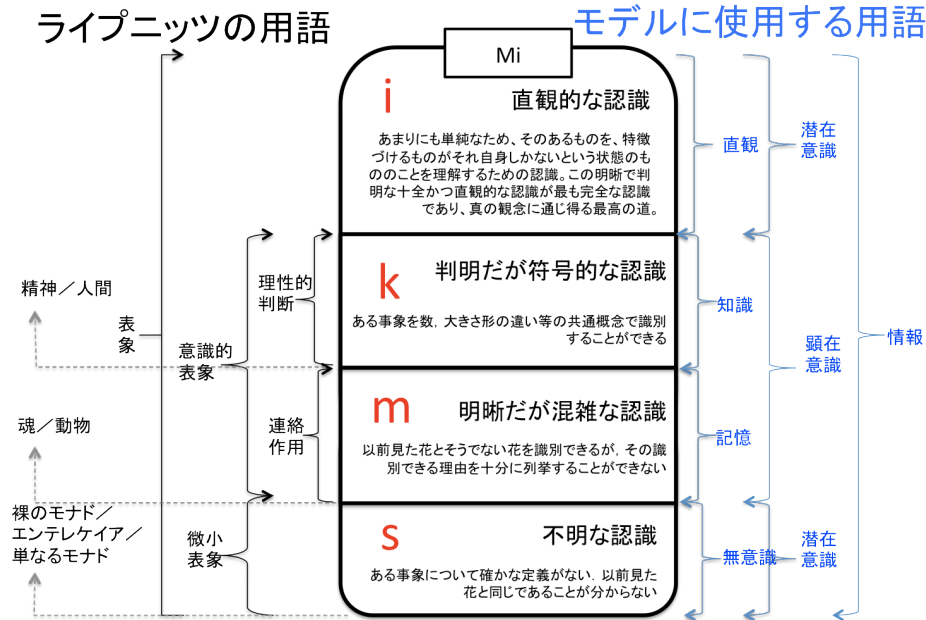 ライプニッツの用語
モデルに使用する用語
Mi
i
直観的な認識
あまりにも単純なため、そのあるものを、特徴
づけるものがそれ自身しかないという状態のも
ののことを理解するための認識。この明晰で判
明な十全かつ直観的な認識が最も完全な認識
であり、真の観念に通じ得る最高の道。
k
判明だが符号的な認識
ある事象を数，大きさ形の違い等の共通概念で識別
することができる
m
明晰だが混雑な認識
以前見た花とそうでない花を識別できるが，その識
別できる理由を十分に列挙することができない
s
不明な認識
ある事象について確かな定義がない．以前見た
花と同じであることが分からない
精神／人間
魂／動物
裸のモナド／
エンテレケイア／
単なるモナド
表
象
意識的
表象
微小
表象
理性的
判断
連絡
作用
直観
知識
記憶
無意識
潜在
意識
顕在
意識
潜在
意識
情報